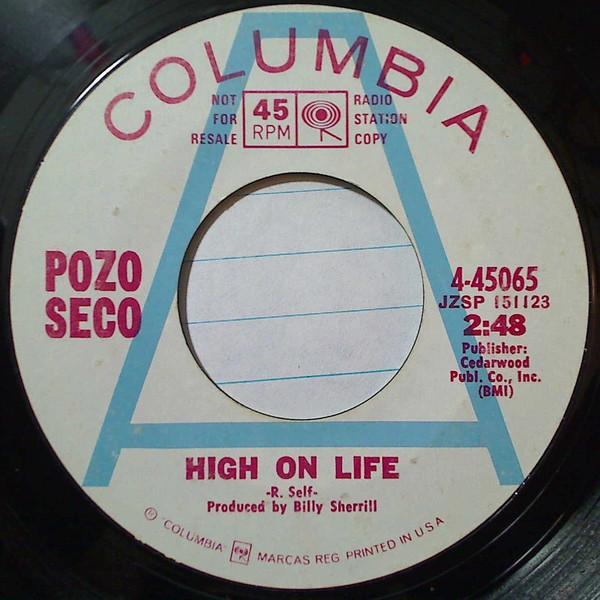 COLUMBIA
NOT
FOR
RESALE
45
RPM
RADIO
STATION
COPY
POZO
SECO
4-45065
JZSP 151123
2:48
Publisher:
Cedarwood
Publ. Co., Inc.
(BMI)
HIGH ON LIFE
-R. Self-
Produced by Billy Sherrill
® "COLUMBIA" MARCAS REG. PRINTED IN U.S.A.